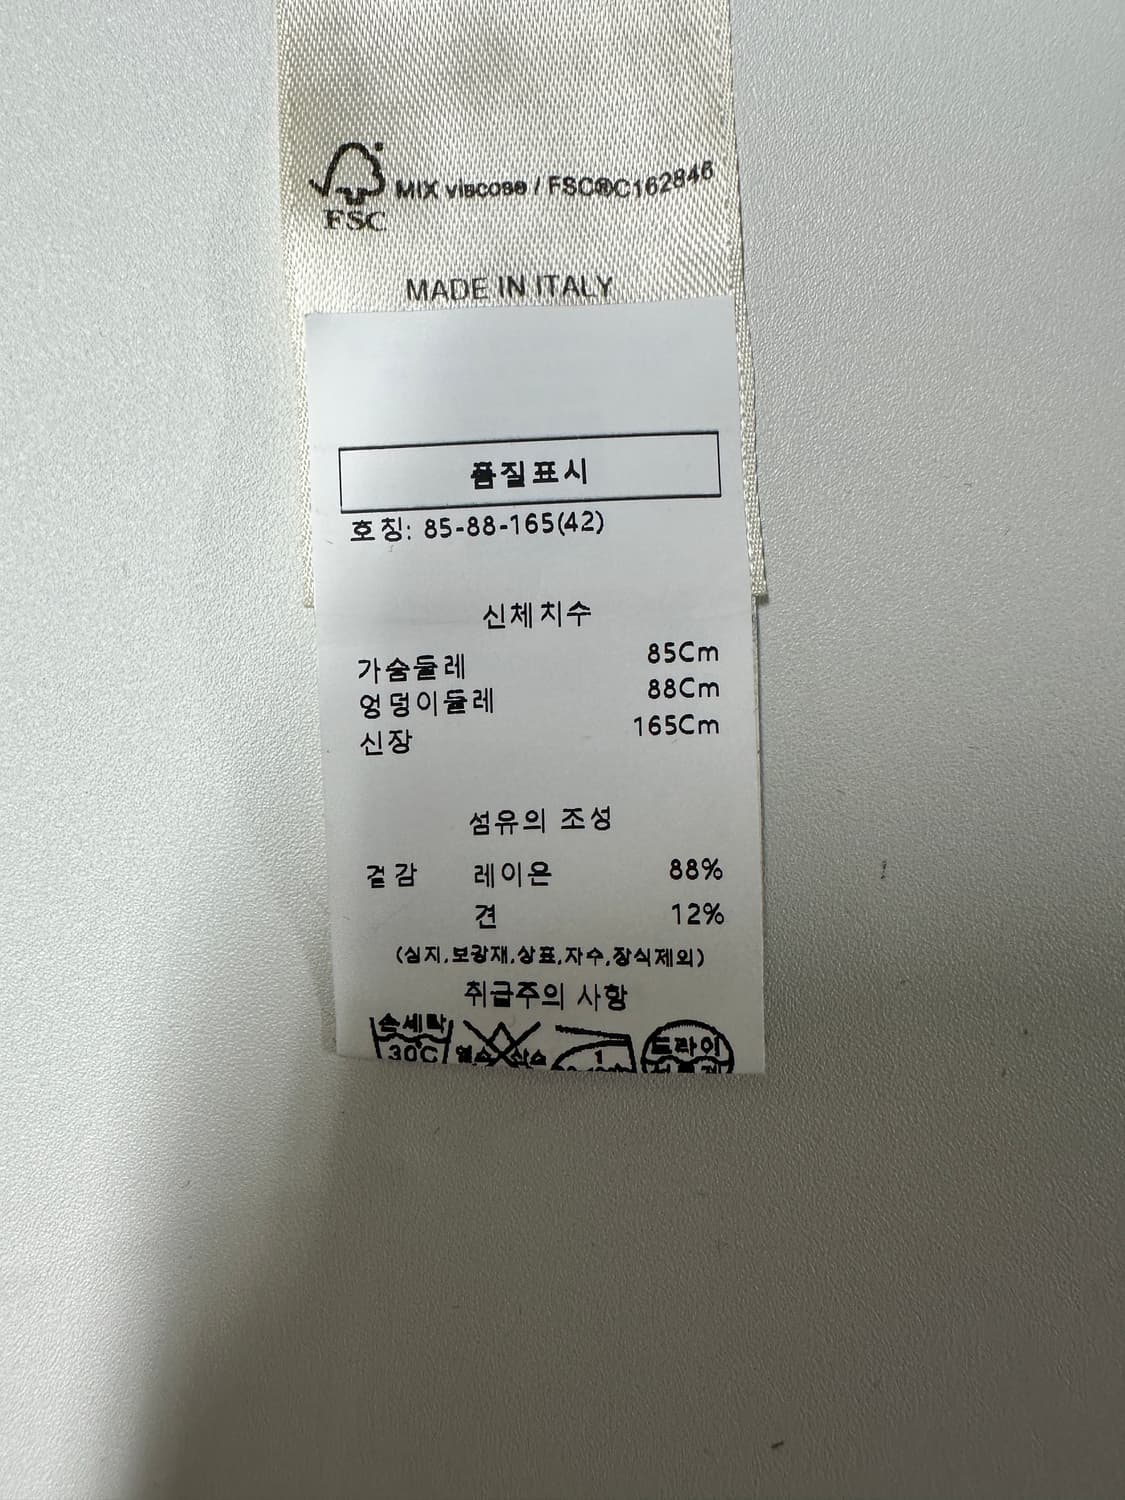 FSC
MIX viscose / FSC®C162846
MADE IN ITALY
품질표시
호칭: 85-88-165(42)
신체치수
가슴둘레 85Cm
엉덩이둘레 88Cm
신장 165Cm
섬유의 조성
겉감 레이온 88%
견 12%
(심지,보강재,상표,자수,장식제외)
취급주의 사항
손세탁 드라이
30℃ 1